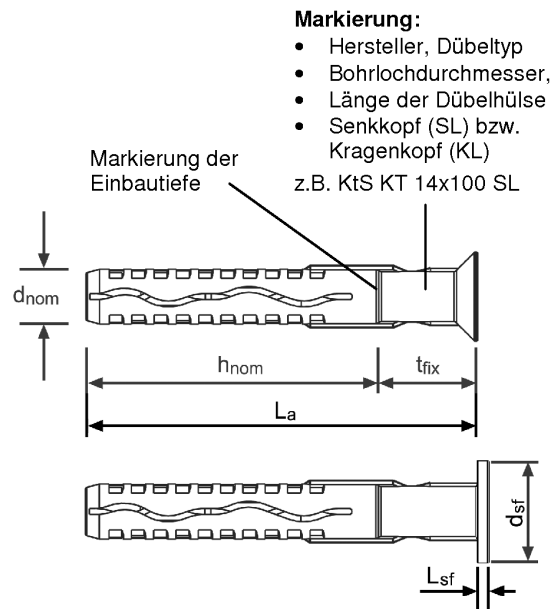 Markierung:
• Hersteller, Dübeltyp
• Bohrlochdurchmesser,
• Länge der Dübelhülse
• Senkkopf (SL) bzw.
Kragenkopf (KL)
z.B. KtS KT 14x100 SL
Markierung der
Einbautiefe
dnom
hnom
tfix
La
dsf
Lsf